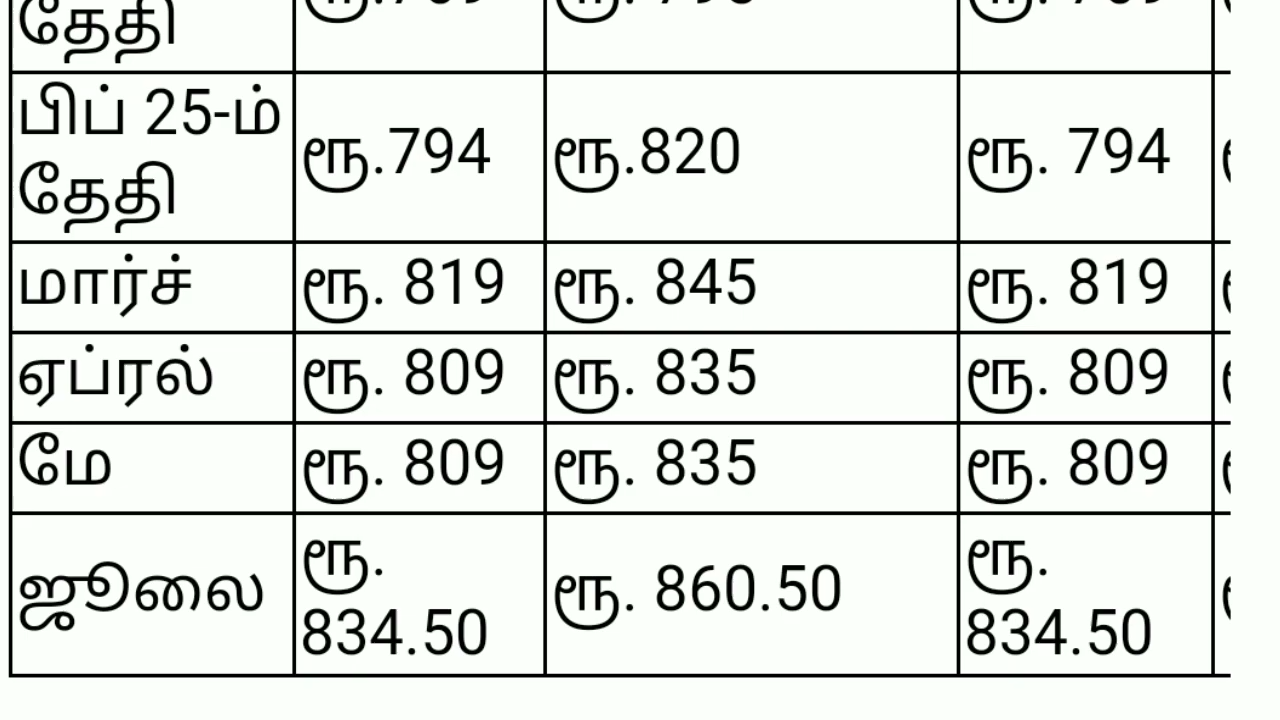 தேதி
பிப் 25-ம்
தேதி
ரூ.794
ரூ.820
ரூ. 794
மார்ச்
ரூ. 819
ரூ. 845
ரூ. 819
ஏப்ரல்
ரூ. 809
ரூ. 835
ரூ. 809
மே
ரூ. 809
ரூ. 835
ரூ. 809
ஜூலை
ரூ.
834.50
ரூ. 860.50
ரூ.
834.50